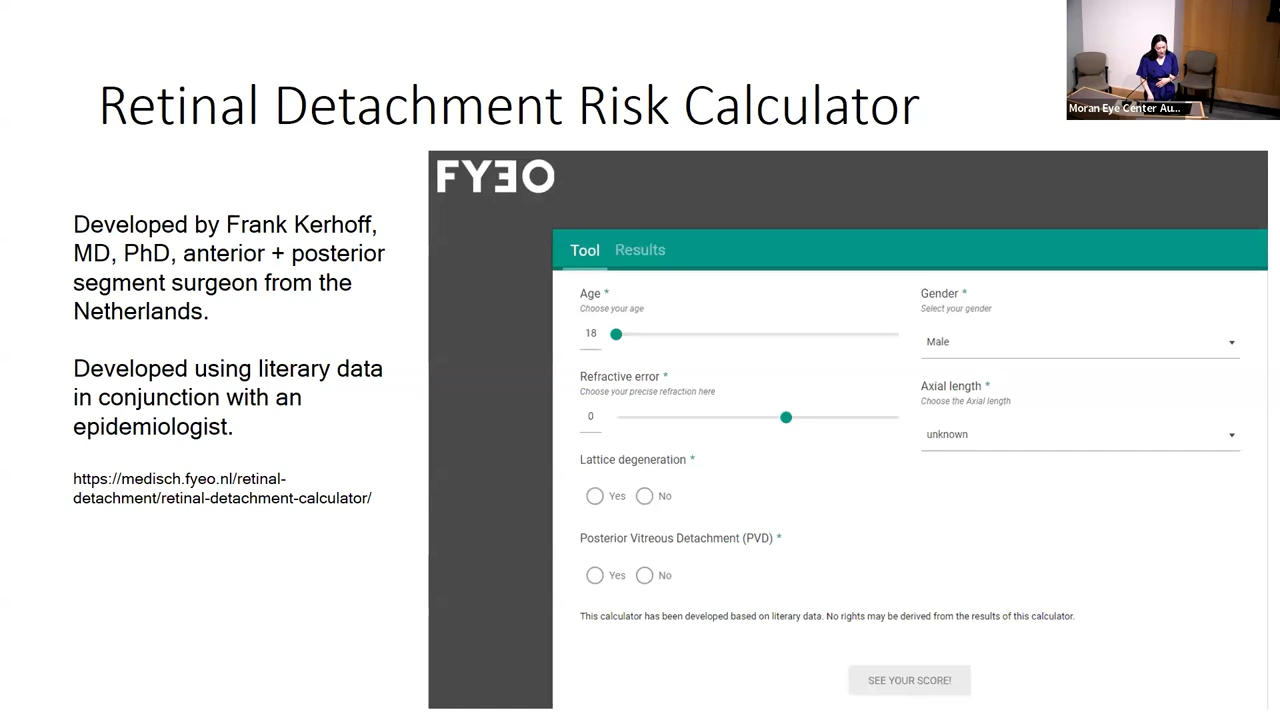 Retinal Detachment Risk Calculator
Moran Eye Center Au...
Developed by Frank Kerhoff,
MD, PhD, anterior + posterior
segment surgeon from the
Netherlands.
Developed using literary data
in conjunction with an
epidemiologist.
https://medisch.fyeo.nl/retinal-
detachment/retinal-detachment-calculator/
FYEO
Tool Results
Age *
Choose your age
18
Gender *
Select your gender
Male
Refractive error *
Choose your precise refraction here
0
Axial length *
Choose the Axial length
unknown
Lattice degeneration *
Yes No
Posterior Vitreous Detachment (PVD) *
Yes No
This calculator has been developed based on literary data. No rights may be derived from the results of this calculator.
SEE YOUR SCORE!